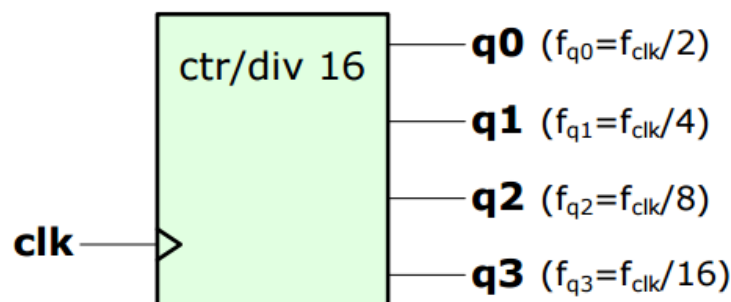 ctr/div 16
q0 (fq0=fclk/2)
q1 (fq1=fclk/4)
q2 (fq2=fclk/8)
clk
q3 (fq3=fclk/16)